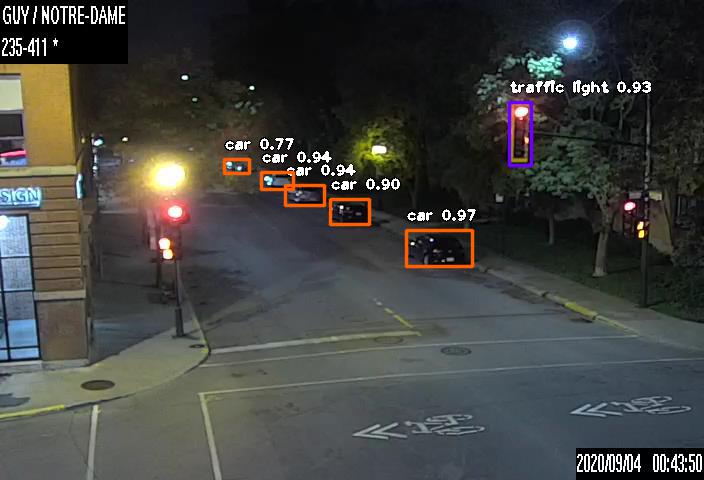 GUY / NOTRE-DAME
235-411 *
traffic light 0.93
car 0.77
car 0.94
car 0.94
car 0.90
car 0.97
SIGN
2020/09/04 00:43:50